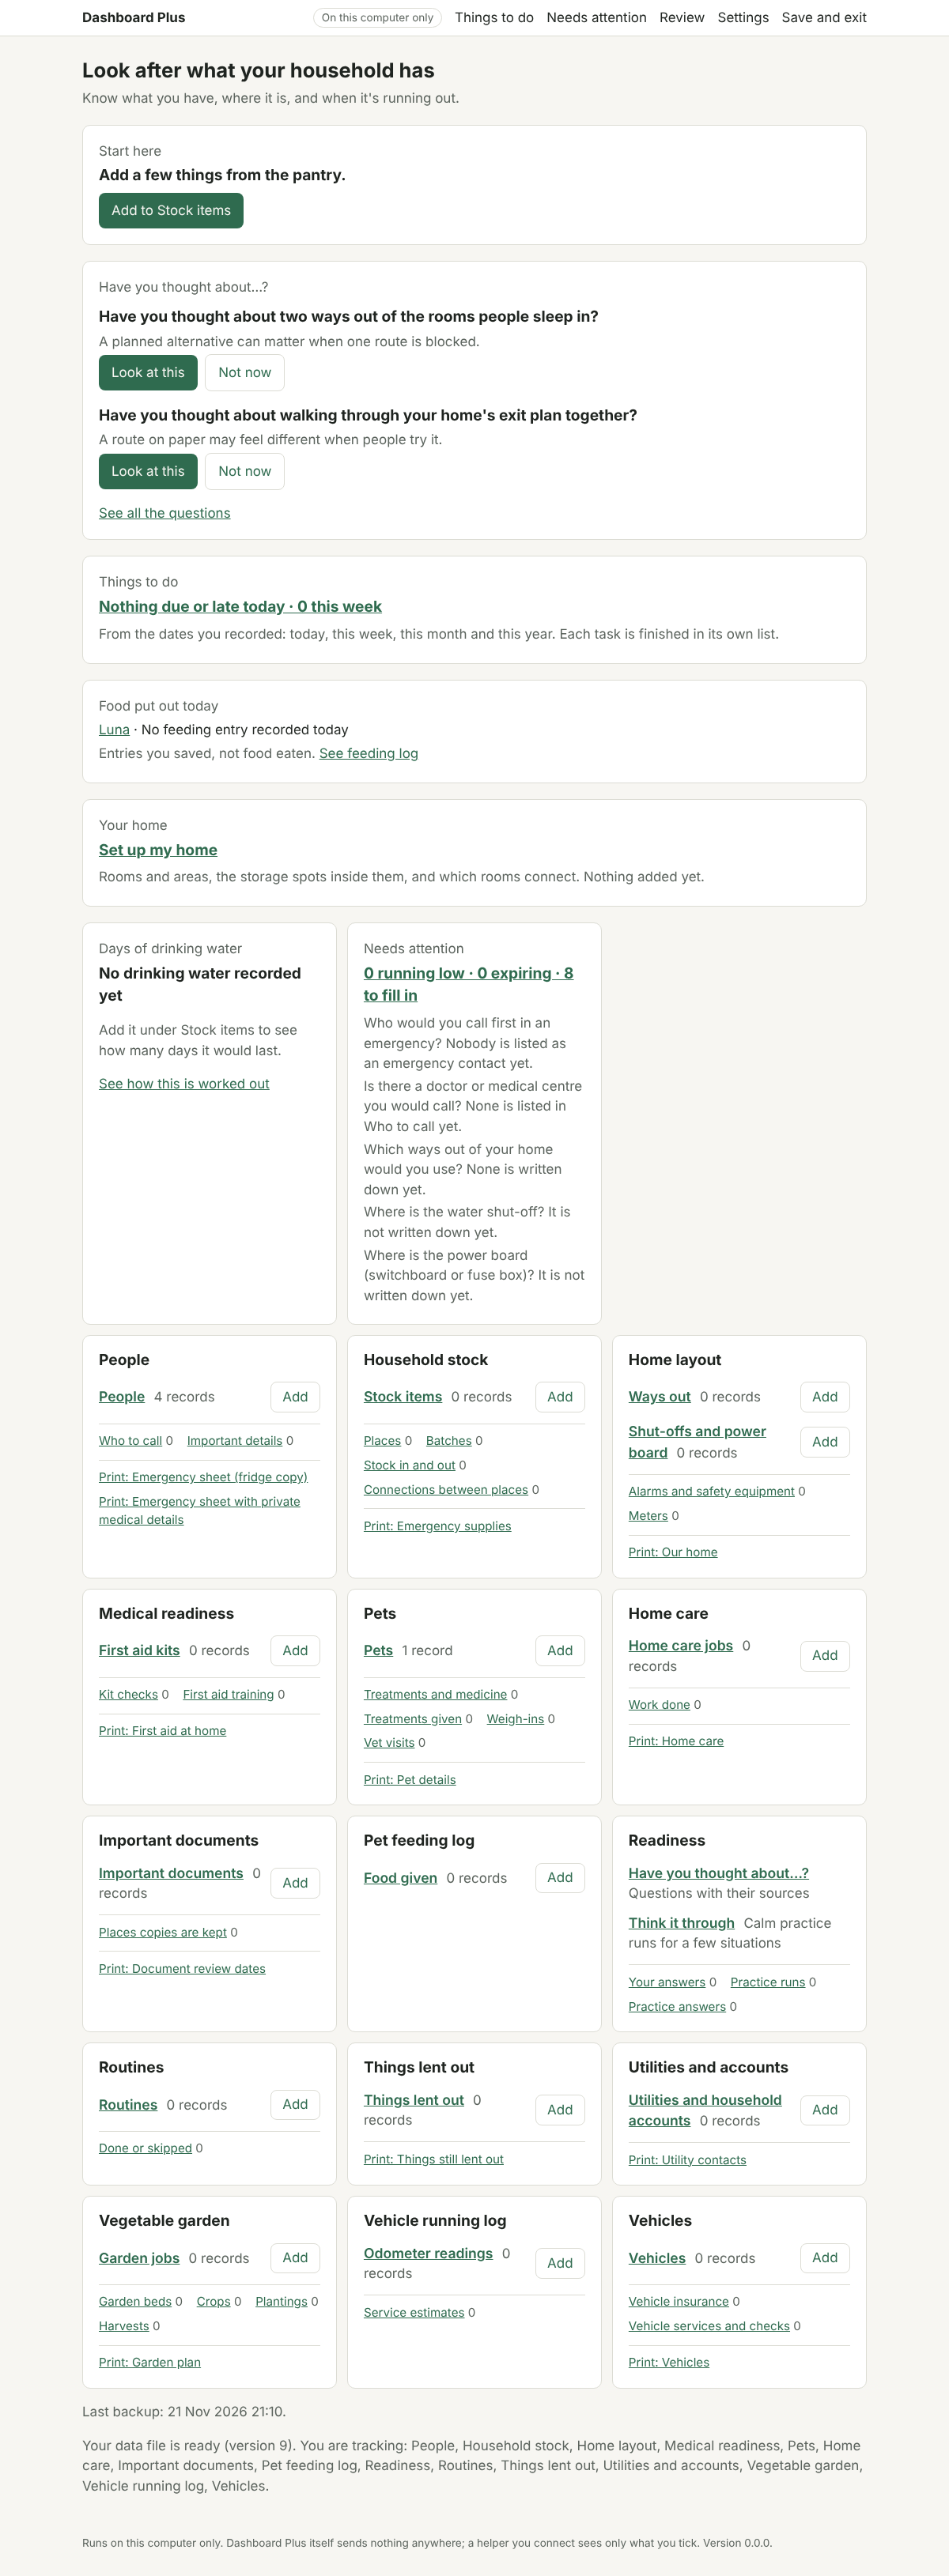 Dashboard Plus
On this computer only
Things to do
Needs attention
Review
Settings
Save and exit
Look after what your household has
Know what you have, where it is, and when it's running out.
Start here
Add a few things from the pantry.
Add to Stock items
Have you thought about...?
Have you thought about two ways out of the rooms people sleep in?
A planned alternative can matter when one route is blocked.
Look at this
Not now
Have you thought about walking through your home's exit plan together?
A route on paper may feel different when people try it.
Look at this
Not now
See all the questions
Things to do
Nothing due or late today · 0 this week
From the dates you recorded: today, this week, this month and this year. Each task is finished in its own list.
Food put out today
Luna · No feeding entry recorded today
Entries you saved, not food eaten. See feeding log
Your home
Set up my home
Rooms and areas, the storage spots inside them, and which rooms connect. Nothing added yet.
Days of drinking water
No drinking water recorded
yet
Add it under Stock items to see
how many days it would last.
See how this is worked out
Needs attention
0 running low · 0 expiring · 8
to fill in
Who would you call first in an
emergency? Nobody is listed as
an emergency contact yet.
Is there a doctor or medical centre
you would call? None is listed in
Who to call yet.
Which ways out of your home
would you use? None is written
down yet.
Where is the water shut-off? It is
not written down yet.
Where is the power board
(switchboard or fuse box)? It is not
written down yet.
People
People 4 records
Add
Who to call 0 Important details 0
Print: Emergency sheet (fridge copy)
Print: Emergency sheet with private
medical details
Household stock
Stock items 0 records
Add
Places 0 Batches 0
Stock in and out 0
Connections between places 0
Print: Emergency supplies
Home layout
Ways out 0 records
Add
Shut-offs and power
board 0 records
Add
Alarms and safety equipment 0
Meters 0
Print: Our home
Medical readiness
First aid kits 0 records
Add
Kit checks 0 First aid training 0
Print: First aid at home
Pets
Pets 1 record
Add
Treatments and medicine 0
Treatments given 0 Weigh-ins 0
Vet visits 0
Print: Pet details
Home care
Home care jobs 0
records
Add
Work done 0
Print: Home care
Important documents
Important documents 0
records
Add
Places copies are kept 0
Print: Document review dates
Pet feeding log
Food given 0 records
Add
Readiness
Have you thought about...?
Questions with their sources
Think it through Calm practice
runs for a few situations
Your answers 0 Practice runs 0
Practice answers 0
Routines
Routines 0 records
Add
Done or skipped 0
Things lent out
Things lent out 0
records
Add
Print: Things still lent out
Utilities and accounts
Utilities and household
accounts 0 records
Add
Print: Utility contacts
Vegetable garden
Garden jobs 0 records
Add
Garden beds 0 Crops 0 Plantings 0
Harvests 0
Print: Garden plan
Vehicle running log
Odometer readings 0
records
Add
Service estimates 0
Vehicles
Vehicles 0 records
Add
Vehicle insurance 0
Vehicle services and checks 0
Print: Vehicles
Last backup: 21 Nov 2026 21:10.
Your data file is ready (version 9). You are tracking: People, Household stock, Home layout, Medical readiness, Pets, Home
care, Important documents, Pet feeding log, Readiness, Routines, Things lent out, Utilities and accounts, Vegetable garden,
Vehicle running log, Vehicles.
Runs on this computer only. Dashboard Plus itself sends nothing anywhere; a helper you connect sees only what you tick. Version 0.0.0.